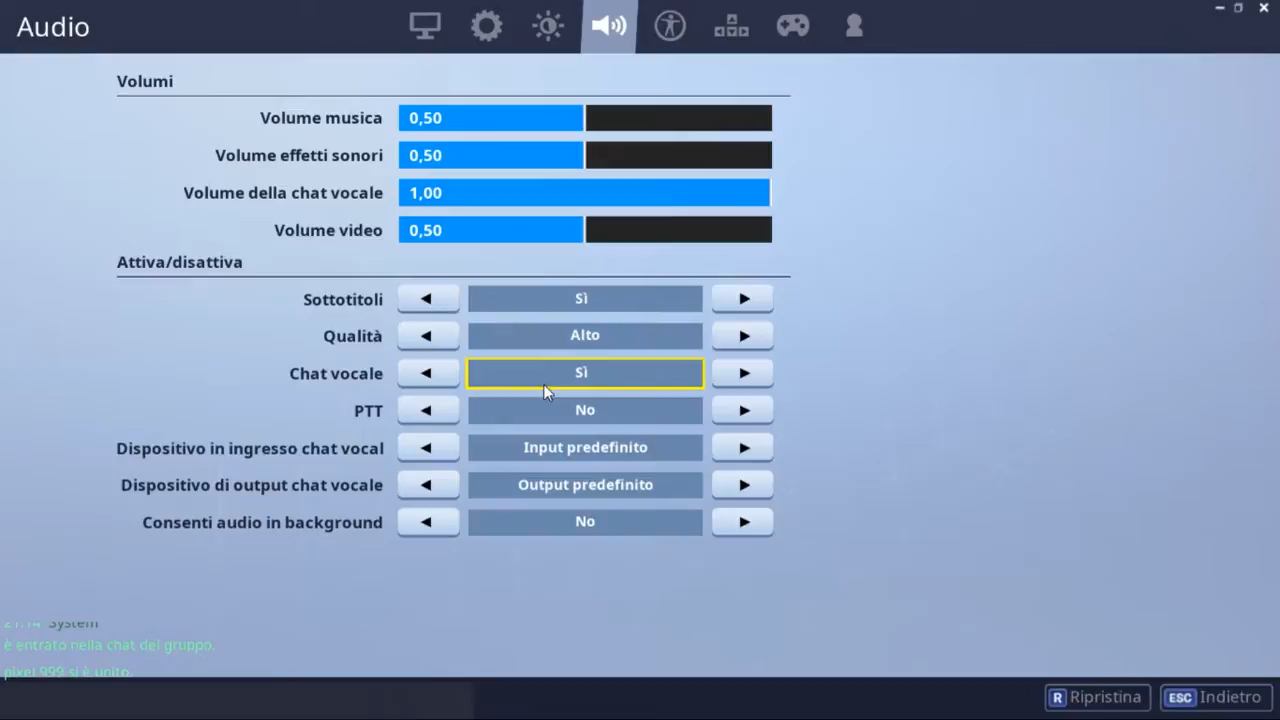 Audio
Volumi
Volume musica 0,50
Volume effetti sonori 0,50
Volume della chat vocale 1,00
Volume video 0,50
Attiva/disattiva
Sottotitoli Sì
Qualità Alto
Chat vocale Sì
PTT No
Dispositivo in ingresso chat vocal Input predefinito
Dispositivo di output chat vocale Output predefinito
Consenti audio in background No
21:14 System
è entrato nella chat del gruppo.
pixel 999 si è unito.
R Ripristina ESC Indietro